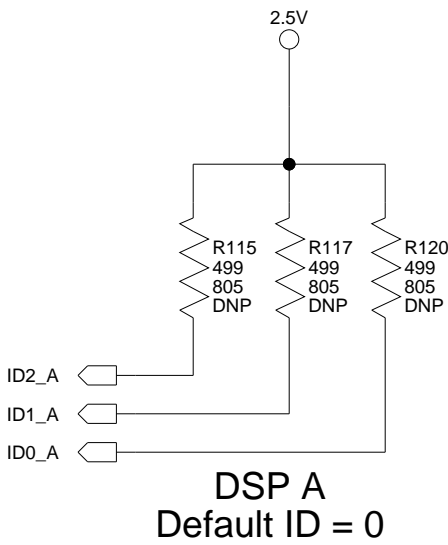 2.5V
R115
499
805
DNP
R117
499
805
DNP
R120
499
805
DNP
ID2_A
ID1_A
ID0_A
DSP A
Default ID = 0